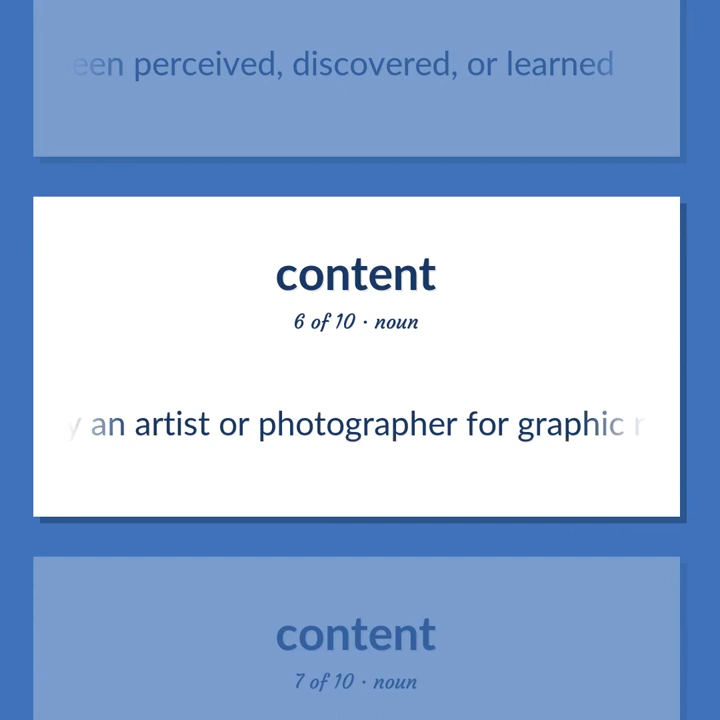 een perceived, discovered, or learned
content
6 of 10 · noun
y an artist or photographer for graphic r
content
7 of 10 · noun